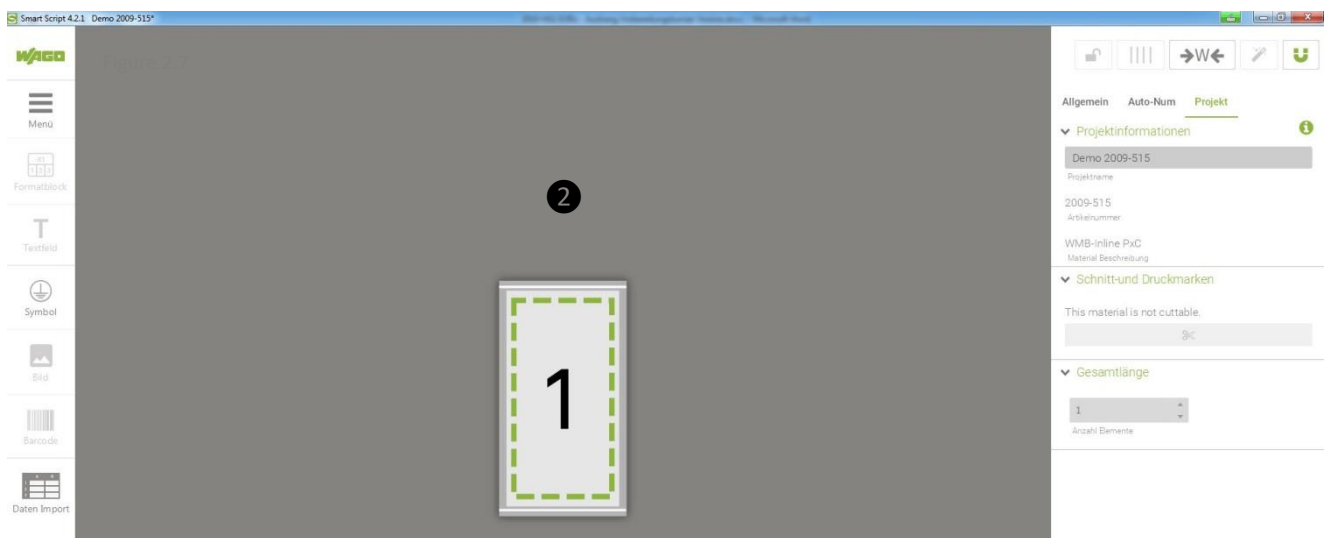 Smart Script 4.2.1 Demo 2009-515*
WAGO
Menü
Formatblock
Textfeld
Symbol
Bild
Barcode
Daten Import
2
1
→W←
Allgemein Auto-Num Projekt
Projektinformationen
Demo 2009-515
Projektname
2009-515
Artikelnummer
WMB-Inline PxC
Material Beschreibung
Schnitt-und Druckmarken
This material is not cuttable.
Gesamtlänge
1
Anzahl Elemente